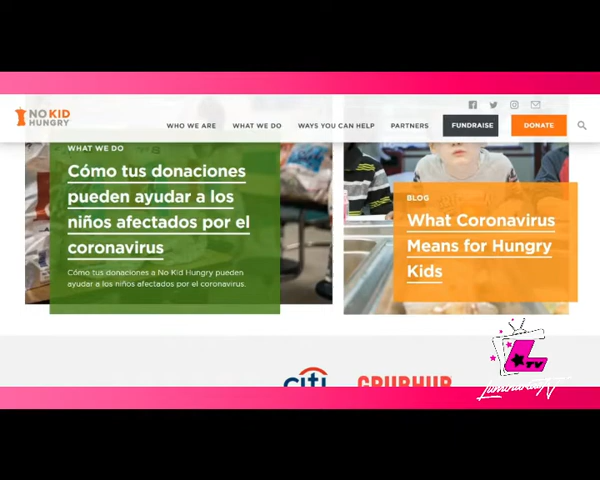 NO KID
HUNGRY
WHO WE ARE
WHAT WE DO
WAYS YOU CAN HELP
PARTNERS
FUNDRAISE
DONATE
WHAT WE DO
Cómo tus donaciones
pueden ayudar a los
niños afectados por el
coronavirus
Cómo tus donaciones a No Kid Hungry pueden
ayudar a los niños afectados por el coronavirus.
BLOG
What Coronavirus
Means for Hungry
Kids
citi
GRUBHUB
L
TV